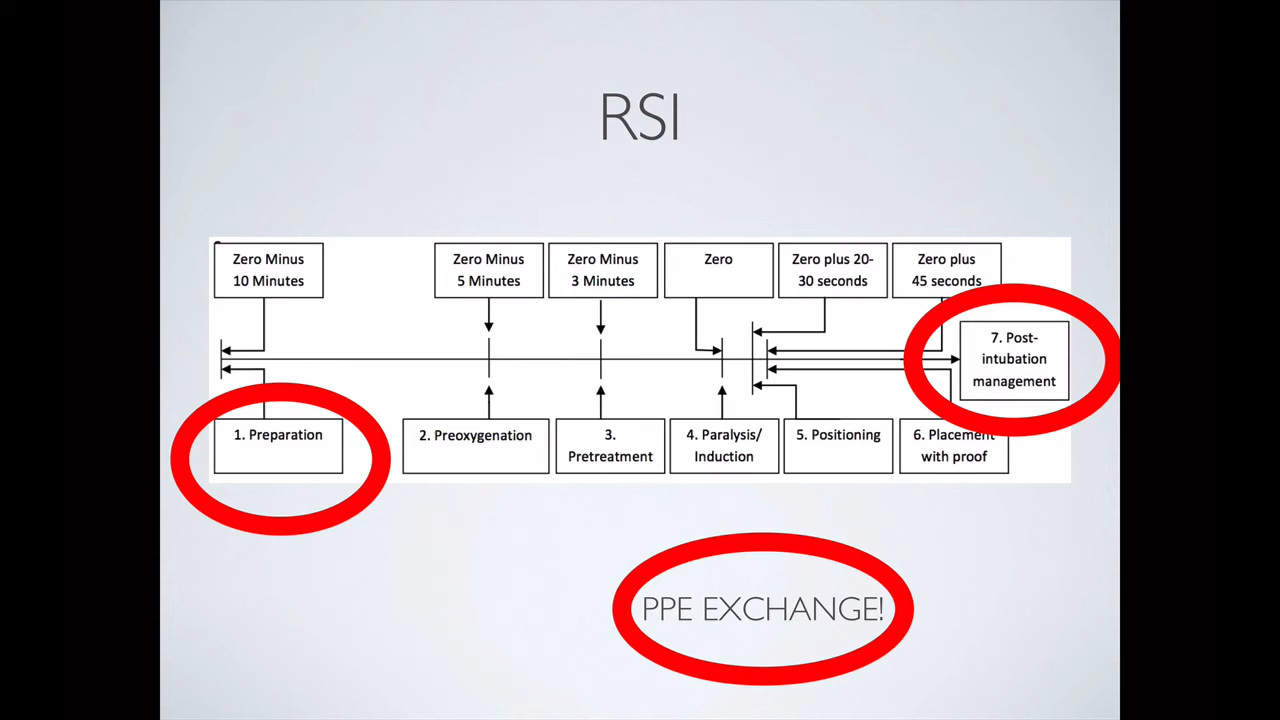 RSI
Zero Minus
10 Minutes
Zero Minus
5 Minutes
Zero Minus
3 Minutes
Zero
Zero plus 20-
30 seconds
Zero plus
45 seconds
7. Post-
intubation
management
1. Preparation
2. Preoxygenation
3.
Pretreatment
4. Paralysis/
Induction
5. Positioning
6. Placement
with proof
PPE EXCHANGE!